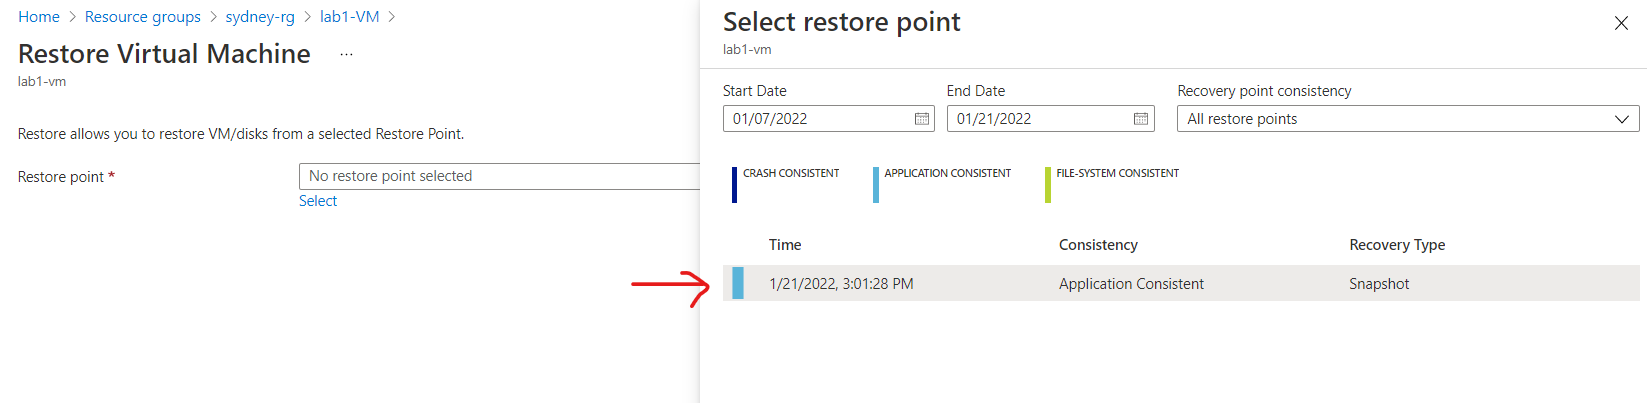 Home > Resource groups > sydney-rg > lab1-VM >
Restore Virtual Machine ...
lab1-vm
Restore allows you to restore VM/disks from a selected Restore Point.
Restore point *
No restore point selected
Select
Select restore point
lab1-vm
Start Date
End Date
Recovery point consistency
01/07/2022
01/21/2022
All restore points
CRASH CONSISTENT
APPLICATION CONSISTENT
FILE-SYSTEM CONSISTENT
Time Consistency Recovery Type
1/21/2022, 3:01:28 PM Application Consistent Snapshot